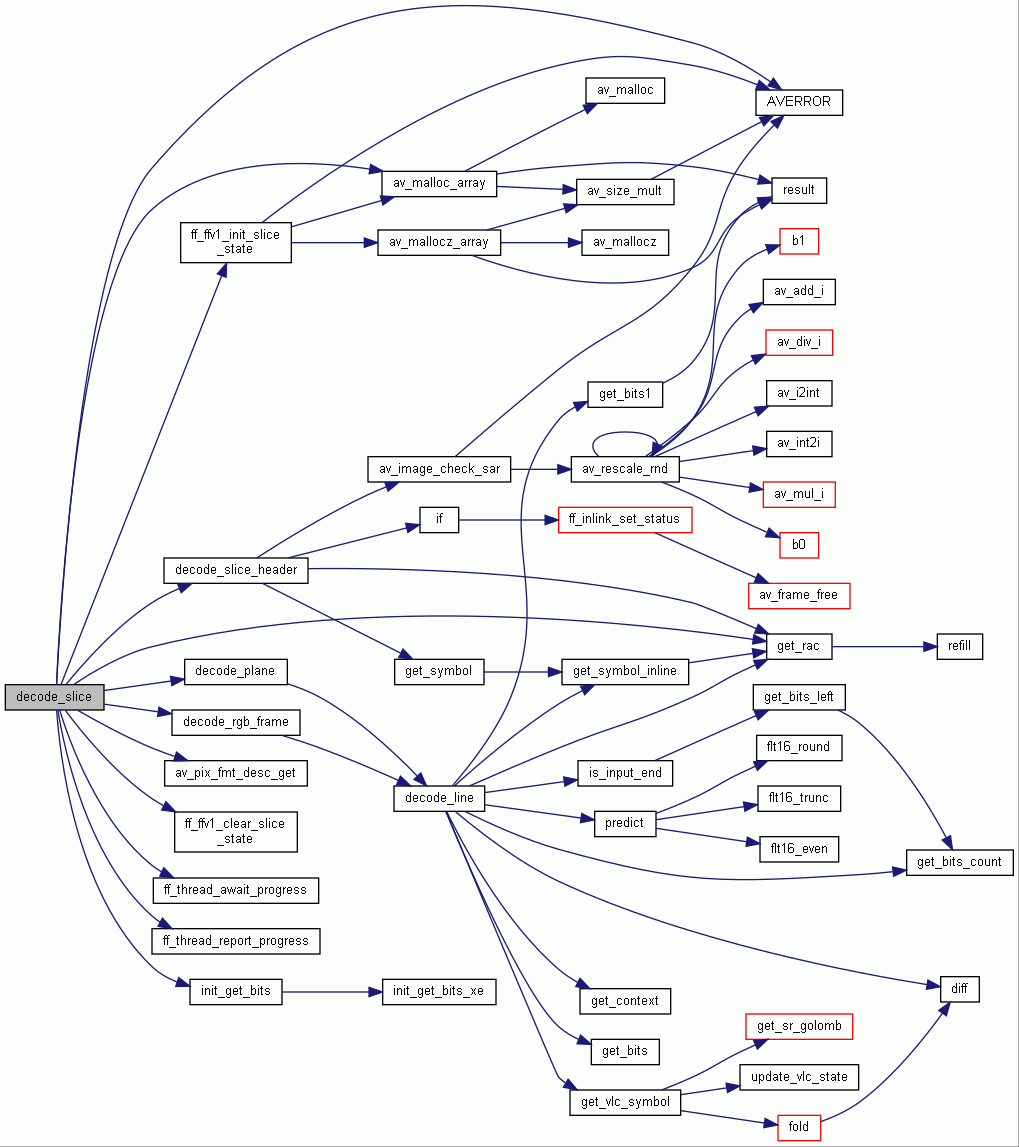 av_malloc
AVERROR
av_malloc_array
av_size_mult
result
ff_ffv1_init_slice
_state
av_mallocz_array
av_mallocz
b1
av_add_i
av_div_i
get_bits1
av_i2int
av_int2i
av_image_check_sar
av_rescale_rnd
av_mul_i
if
ff_inlink_set_status
b0
decode_slice_header
av_frame_free
get_rac
refill
decode_plane
get_symbol
get_symbol_inline
decode_slice
get_bits_left
decode_rgb_frame
flt16_round
av_pix_fmt_desc_get
is_input_end
decode_line
flt16_trunc
ff_ffv1_clear_slice
_state
predict
flt16_even
get_bits_count
ff_thread_await_progress
ff_thread_report_progress
init_get_bits
init_get_bits_xe
get_context
diff
get_sr_golomb
get_bits
update_vlc_state
get_vlc_symbol
fold